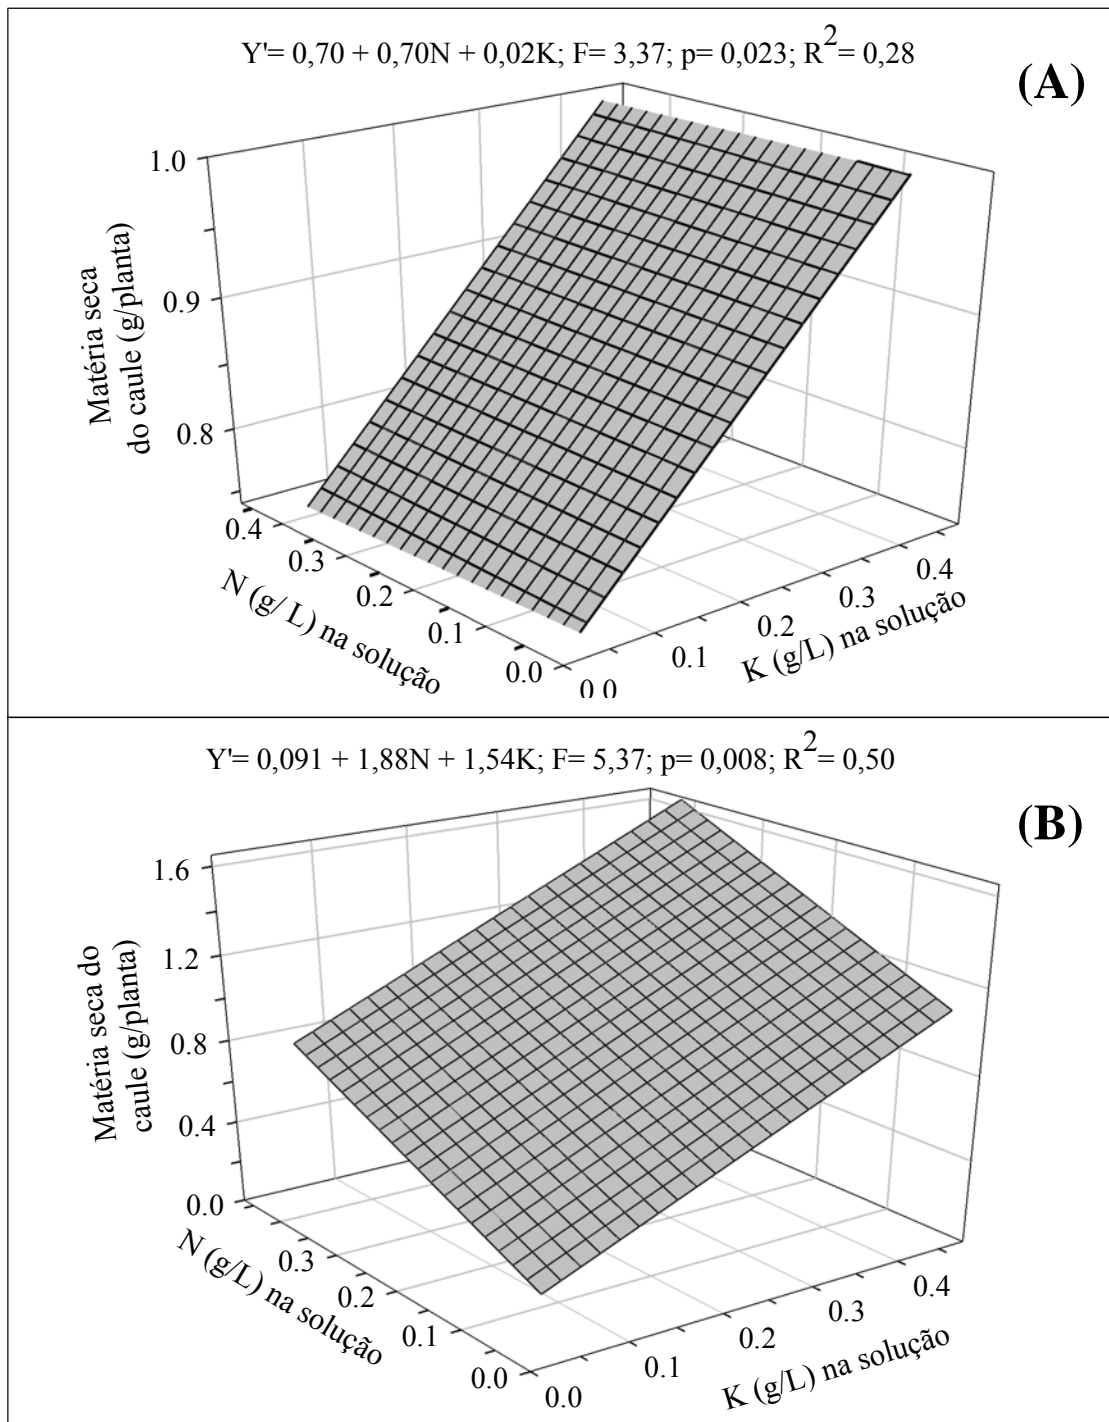 Y'= 0,70 + 0,70N + 0,02K; F= 3,37; p= 0,023; R²= 0,28
(A)
1.0
0.9
0.8
Matéria seca
do caule (g/planta)
0.4
0.3
0.2
0.1
0.0
N (g/ L) na solução
0.0
0.1
0.2
0.3
0.4
K (g/L) na solução
Y'= 0,091 + 1,88N + 1,54K; F= 5,37; p= 0,008; R²= 0,50
(B)
1.6
1.2
0.8
0.4
0.0
Matéria seca do
caule (g/planta)
0.3
0.2
0.1
0.0
N (g/L) na solução
0.0
0.1
0.2
0.3
0.4
K (g/L) na solução